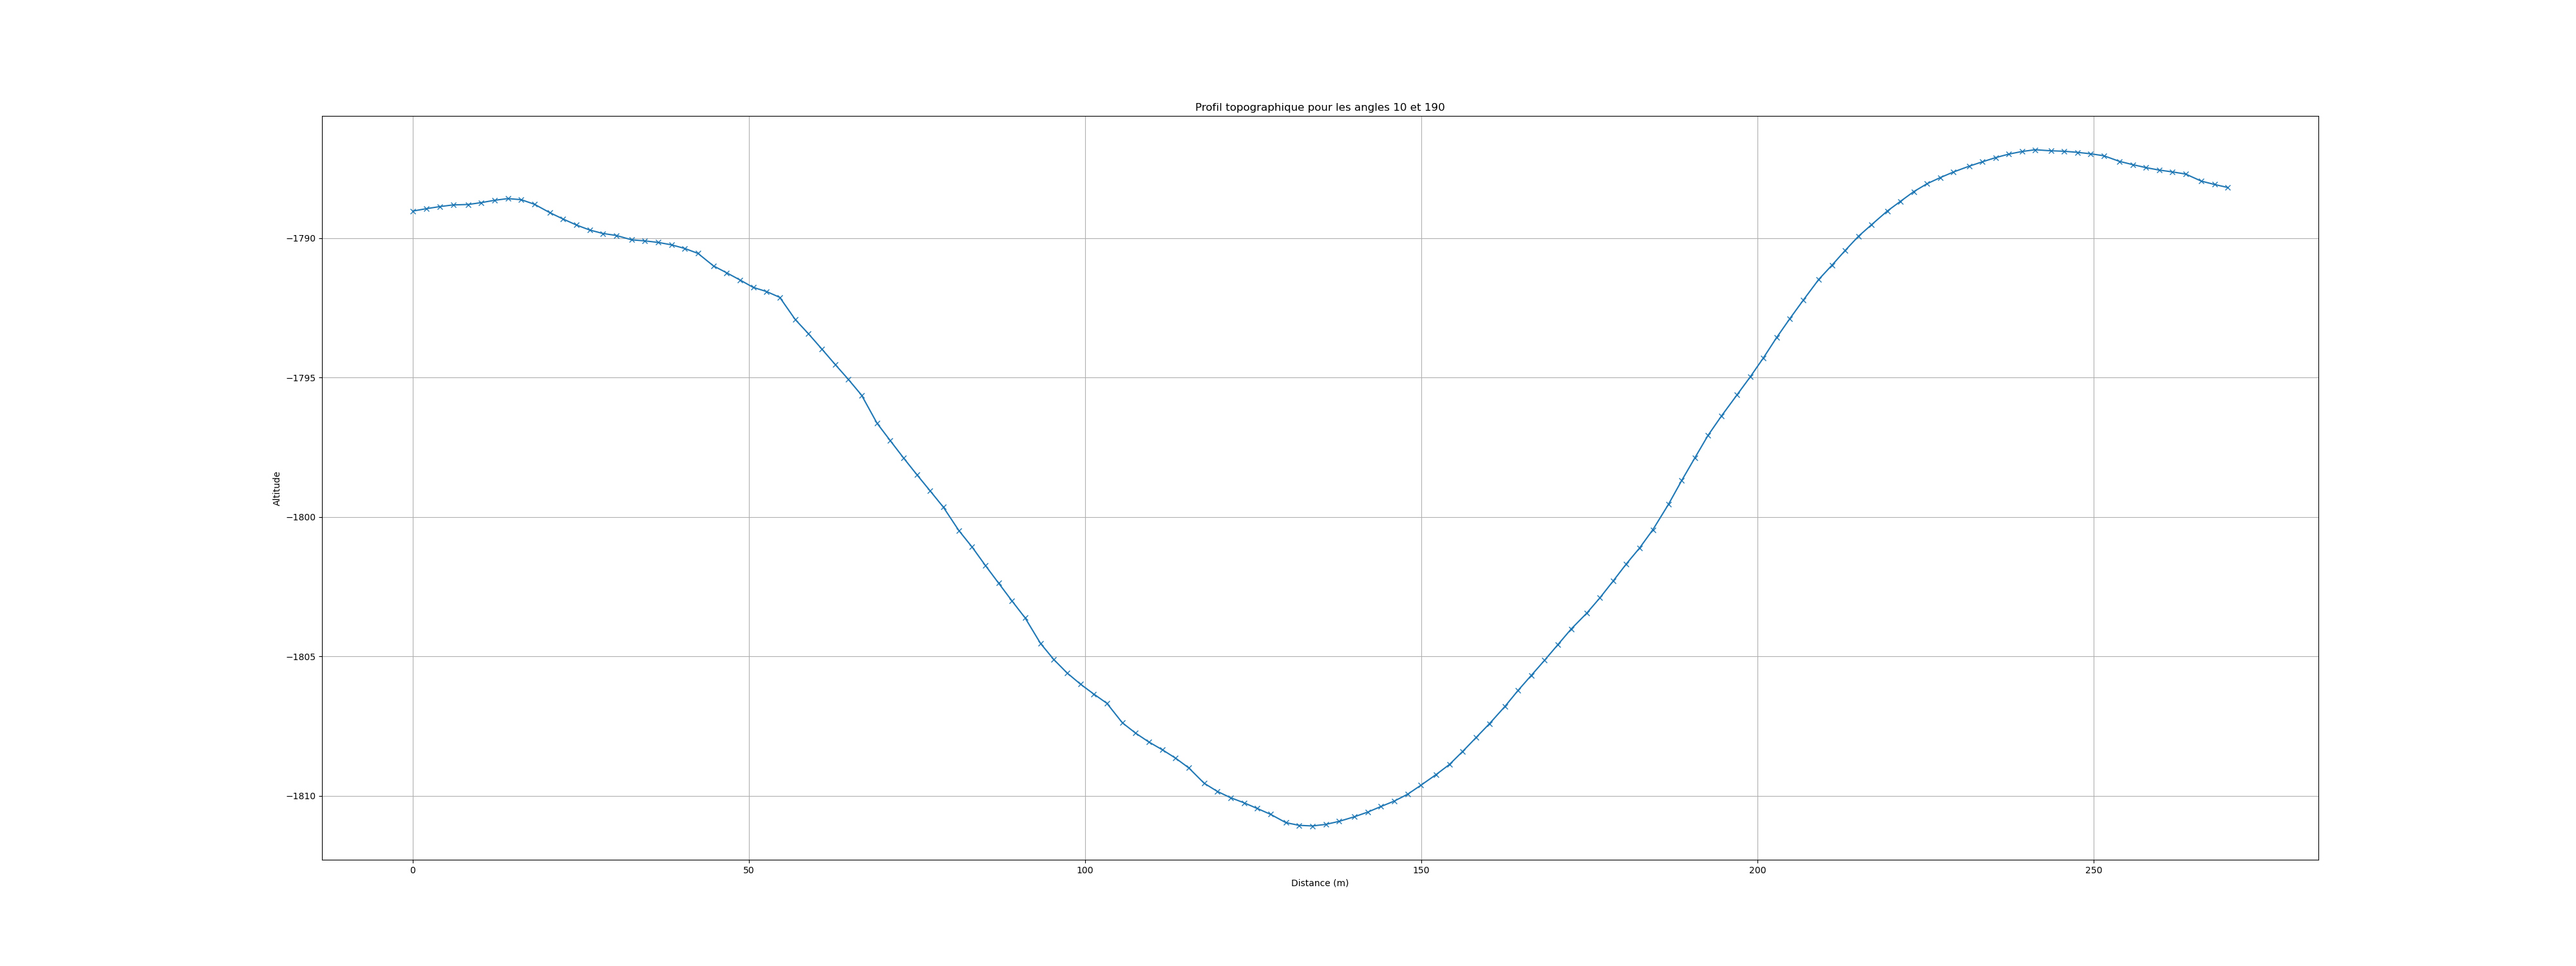 Profil topographique pour les angles 10 et 190
Altitude
−1790
−1795
−1800
−1805
−1810
0 50 100 150 200 250
Distance (m)